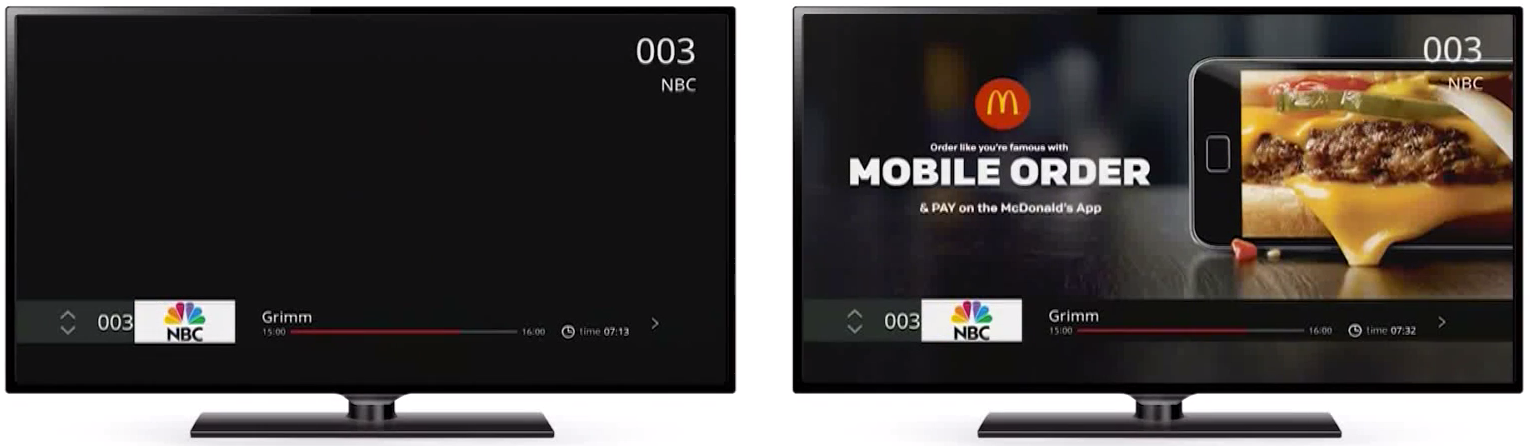 003
NBC
003
NBC
Grimm
15:00
16:00
time 07:13
003
NBC
Order like you're famous with
MOBILE ORDER
& PAY on the McDonald's App
003
NBC
Grimm
15:00
16:00
time 07:32